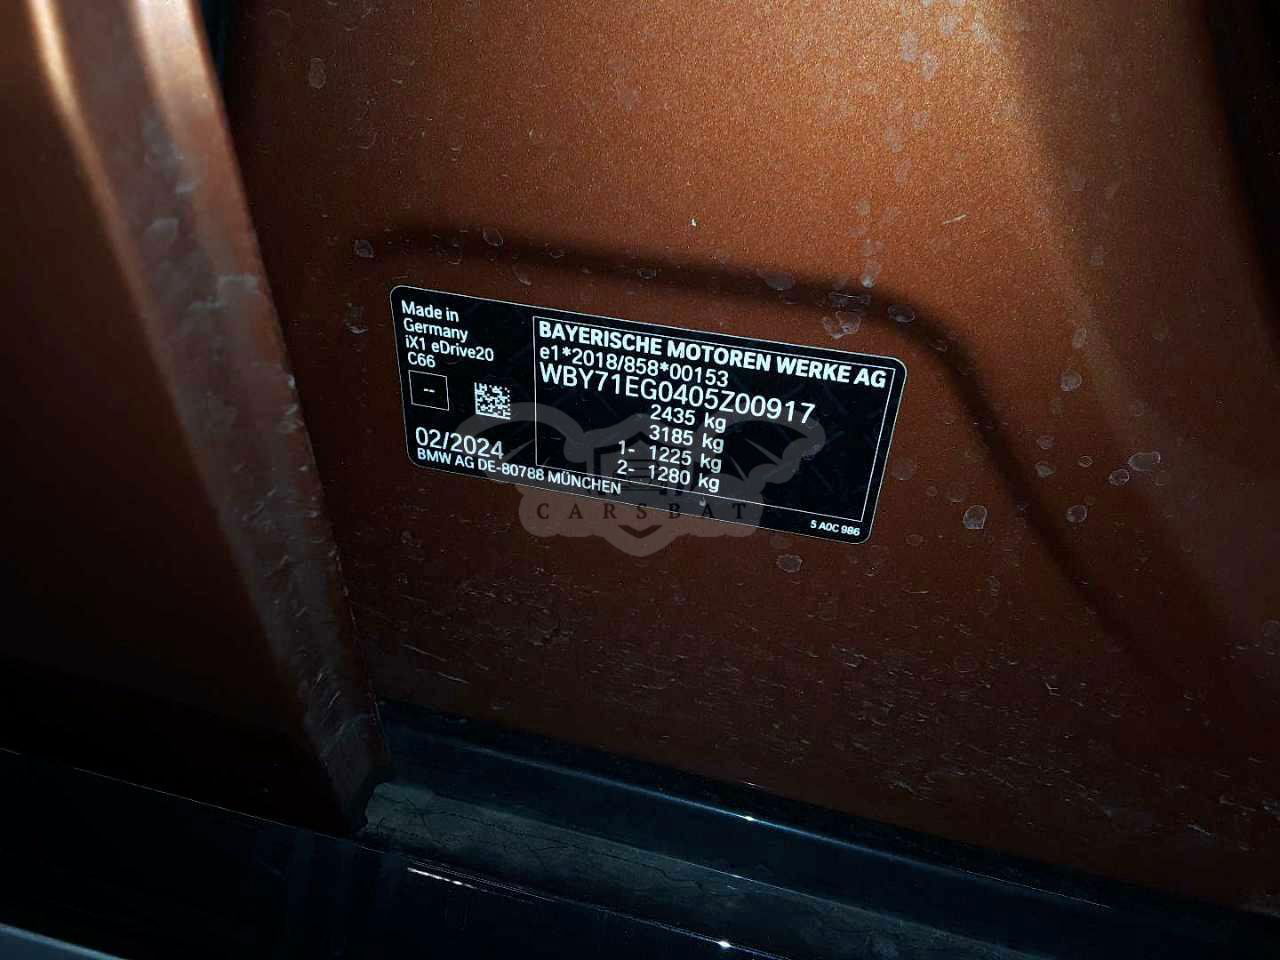 Made in
Germany
iX1 eDrive20
C66
--
02/2024
BMW AG DE-80788 MÜNCHEN
BAYERISCHE MOTOREN WERKE AG
e1*2018/858*00153
WBY71EG0405Z00917
2435 kg
3185 kg
1- 1225 kg
2- 1280 kg
5 A0C 986
CARSBAT